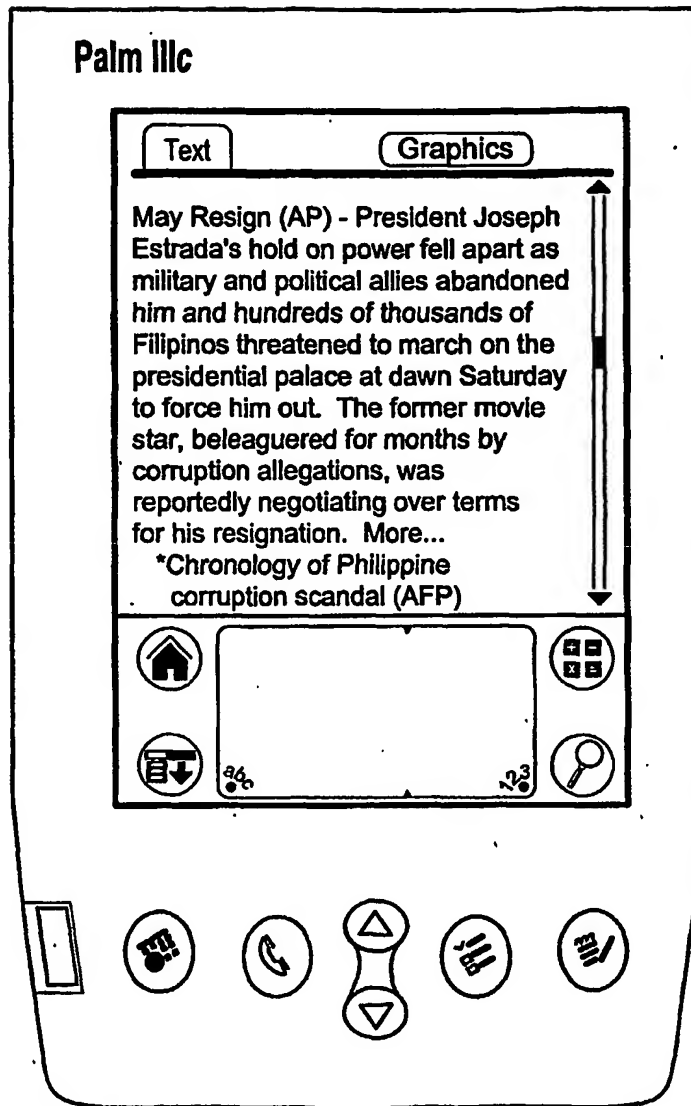 Palm IIIc
Text
Graphics
May Resign (AP) - President Joseph
Estrada's hold on power fell apart as
military and political allies abandoned
him and hundreds of thousands of
Filipinos threatened to march on the
presidential palace at dawn Saturday
to force him out. The former movie
star, beleaguered for months by
corruption allegations, was
reportedly negotiating over terms
for his resignation. More...
*Chronology of Philippine
corruption scandal (AFP)
abc
123